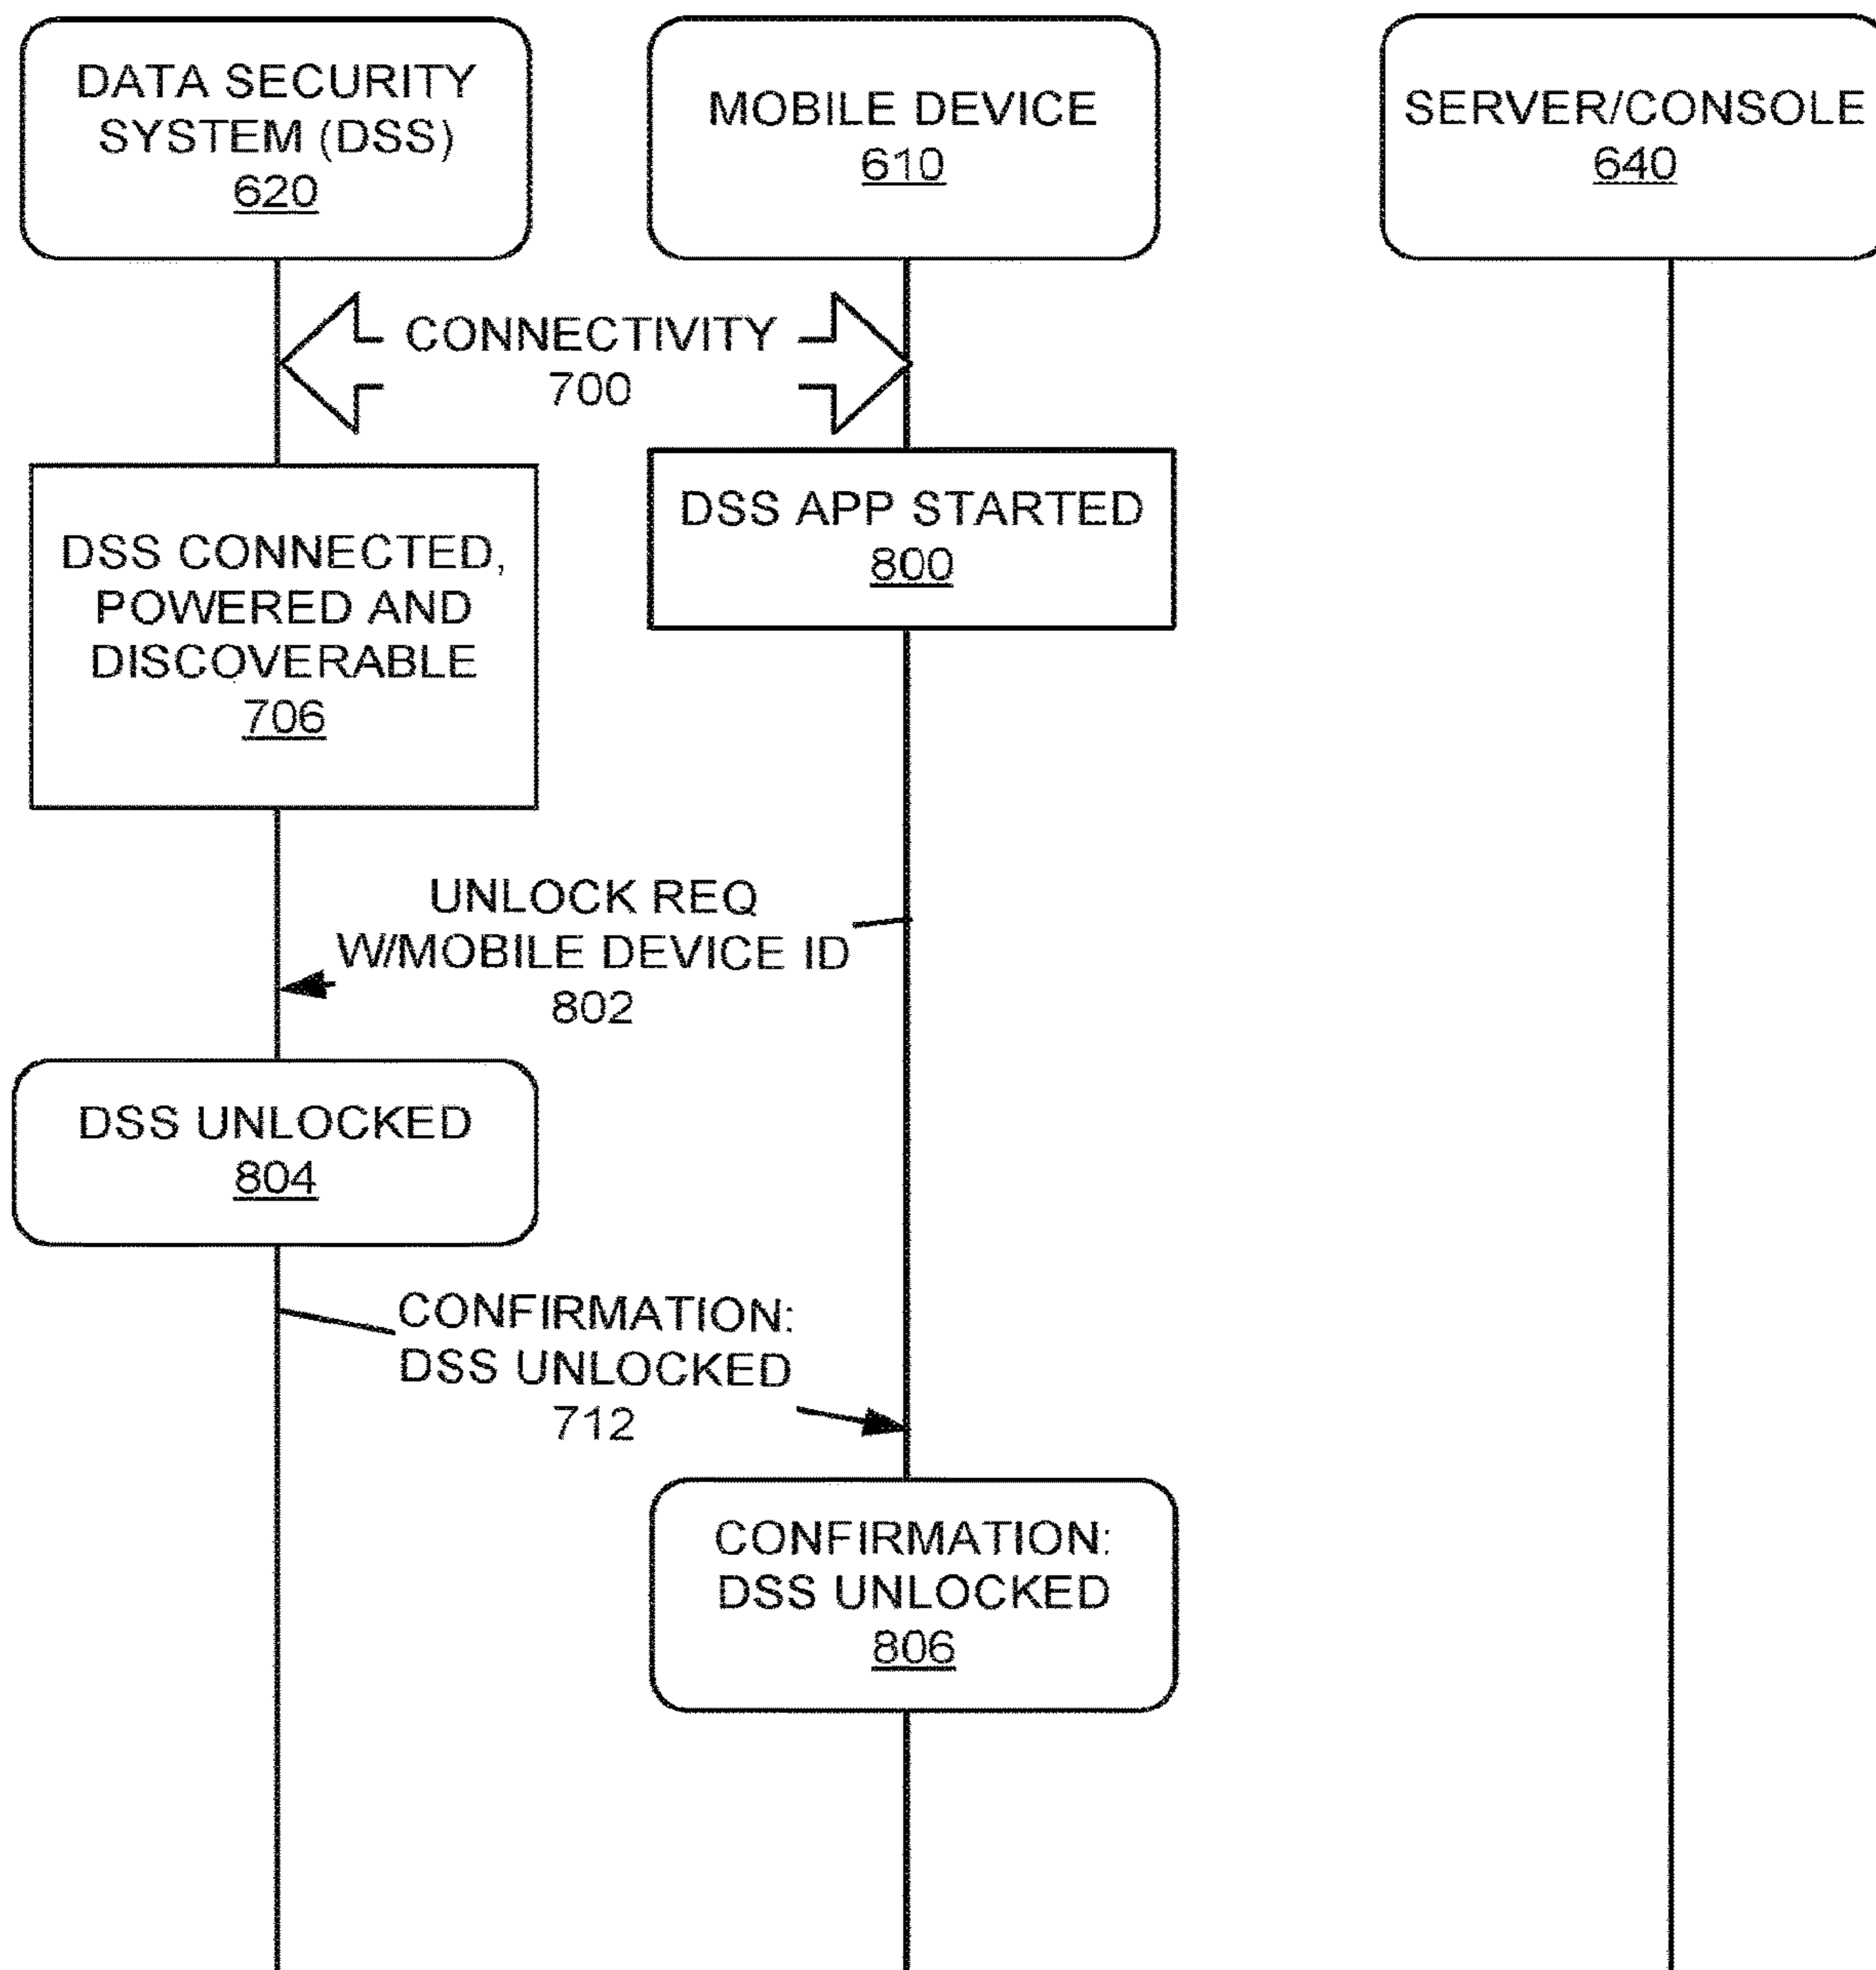 DATA SECURITY
SYSTEM (DSS)
620
MOBILE DEVICE
610
SERVER/CONSOLE
640
CONNECTIVITY
700
DSS APP STARTED
800
DSS CONNECTED,
POWERED AND
DISCOVERABLE
706
UNLOCK REQ
W/MOBILE DEVICE ID
802
DSS UNLOCKED
804
CONFIRMATION:
DSS UNLOCKED
712
CONFIRMATION:
DSS UNLOCKED
806